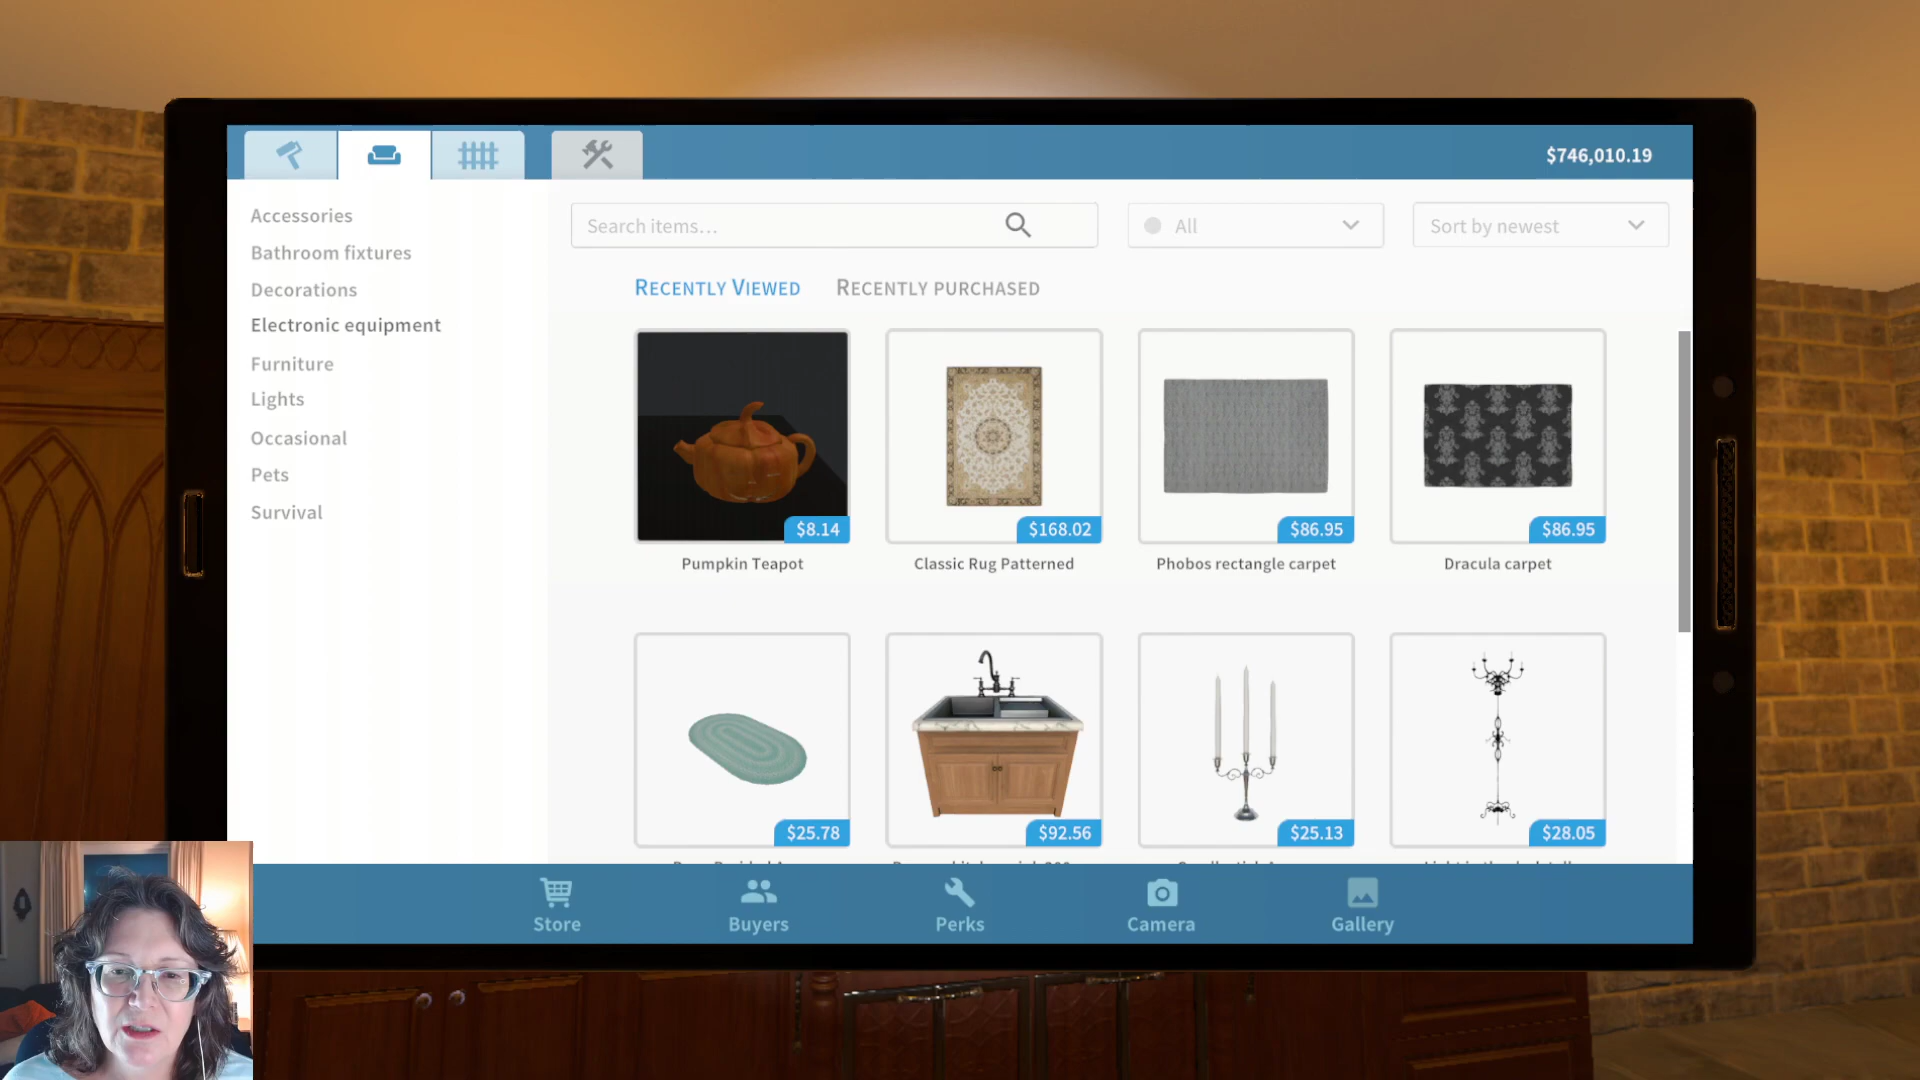 $746,010.19
Accessories
Bathroom fixtures
Decorations
Electronic equipment
Furniture
Lights
Occasional
Pets
Survival
Search items...
All
Sort by newest
RECENTLY VIEWED
RECENTLY PURCHASED
$8.14
$168.02
$86.95
$86.95
Pumpkin Teapot
Classic Rug Patterned
Phobos rectangle carpet
Dracula carpet
$25.78
$92.56
$25.13
$28.05
Store
Buyers
Perks
Camera
Gallery